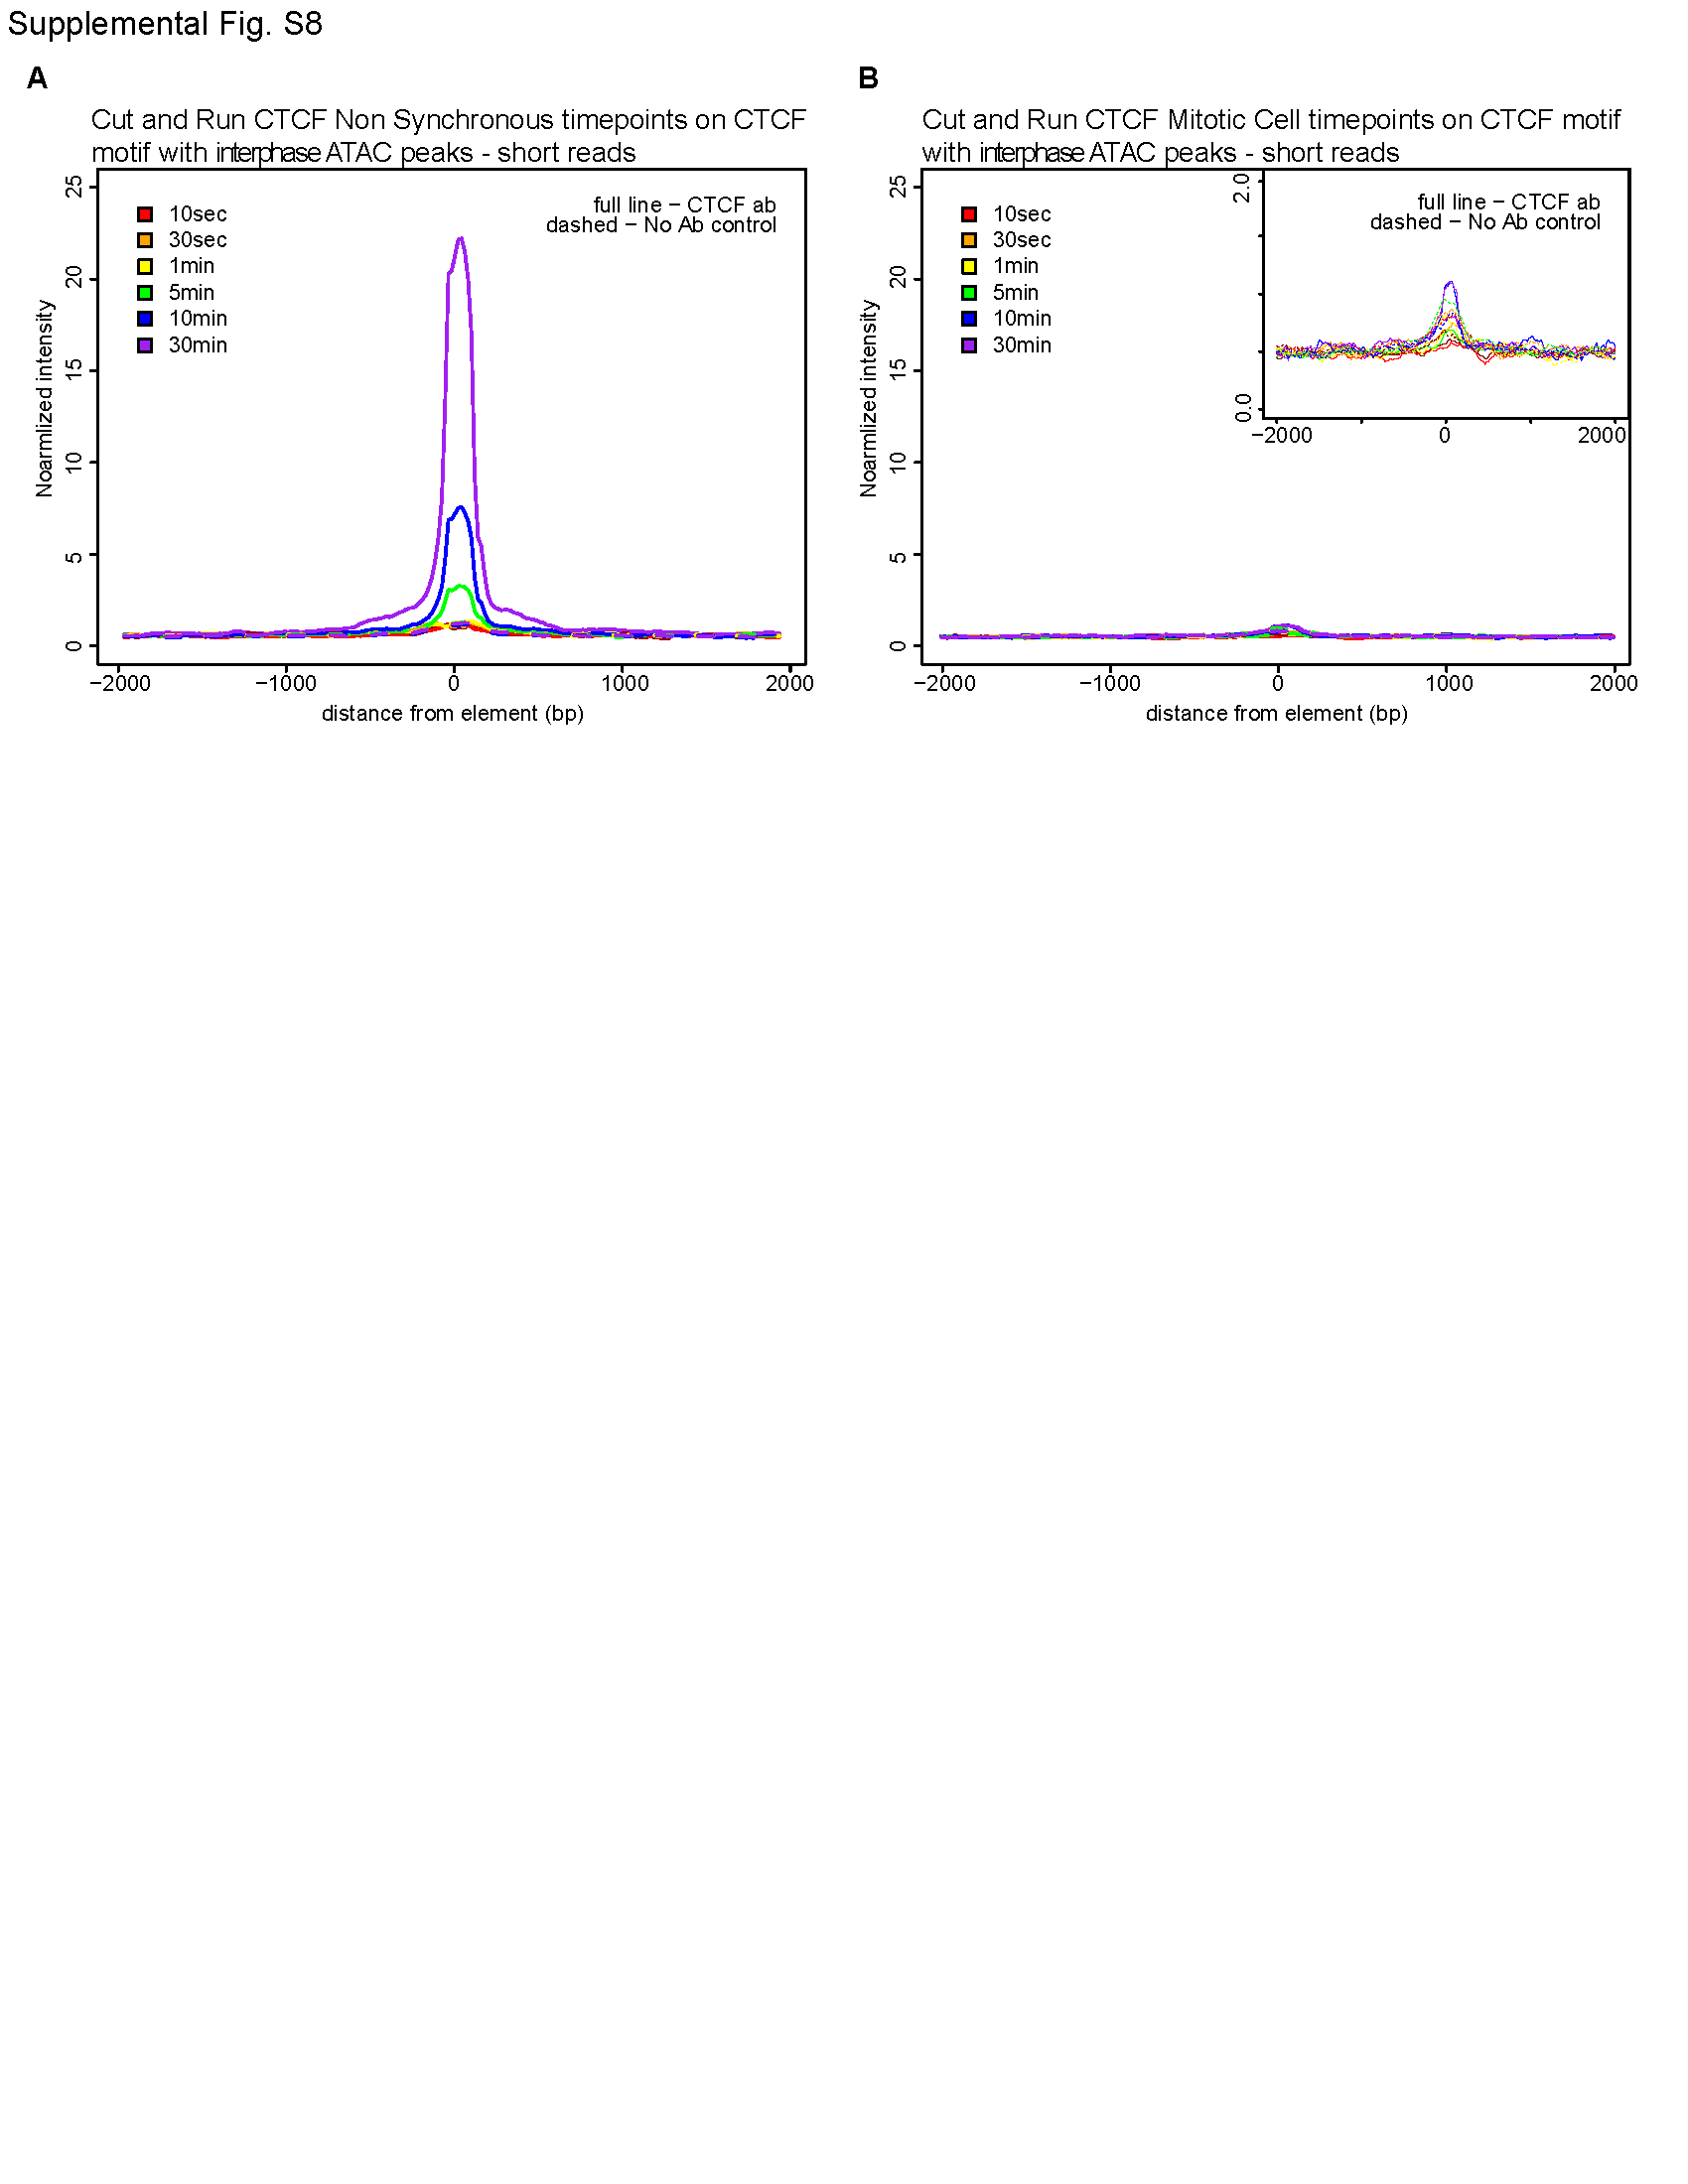 Supplemental Fig. S8
A
Cut and Run CTCF Non Synchronous timepoints on CTCF
motif with interphase ATAC peaks - short reads
25
20
15
10
5
0
Noarmlized intensity
10sec
30sec
1min
5min
10min
30min
full line − CTCF ab
dashed − No Ab control
−2000
−1000
0
1000
2000
distance from element (bp)
B
Cut and Run CTCF Mitotic Cell timepoints on CTCF motif
with interphase ATAC peaks - short reads
25
20
15
10
5
0
Noarmlized intensity
10sec
30sec
1min
5min
10min
30min
2.0
0.0
full line − CTCF ab
dashed − No Ab control
−2000
0
2000
−2000
−1000
0
1000
2000
distance from element (bp)